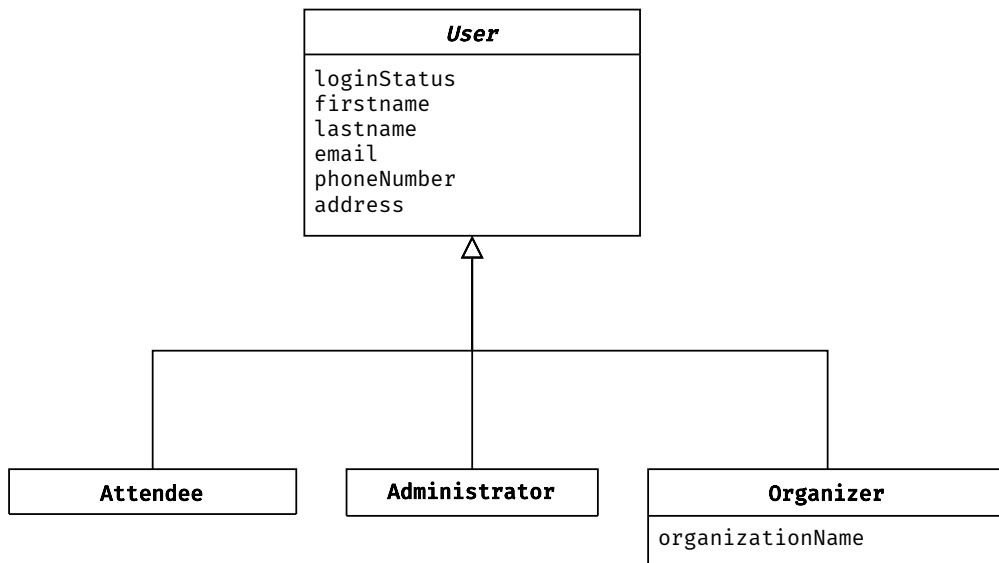 User
loginStatus
firstname
lastname
email
phoneNumber
address
Attendee
Administrator
Organizer
organizationName